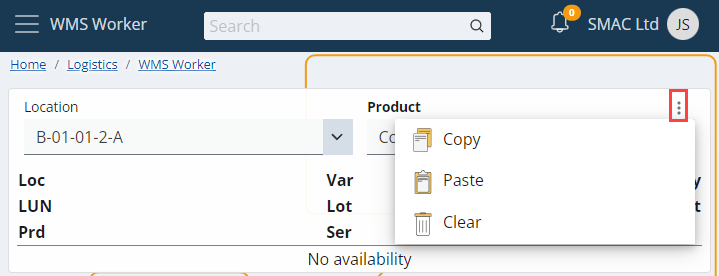 WMS Worker Search 0 SMAC Ltd JS
Home / Logistics / WMS Worker
Location Product
B-01-01-2-A Co
Copy
Loc Var y
Paste
LUN Lot t
Prd Ser Clear
No availability